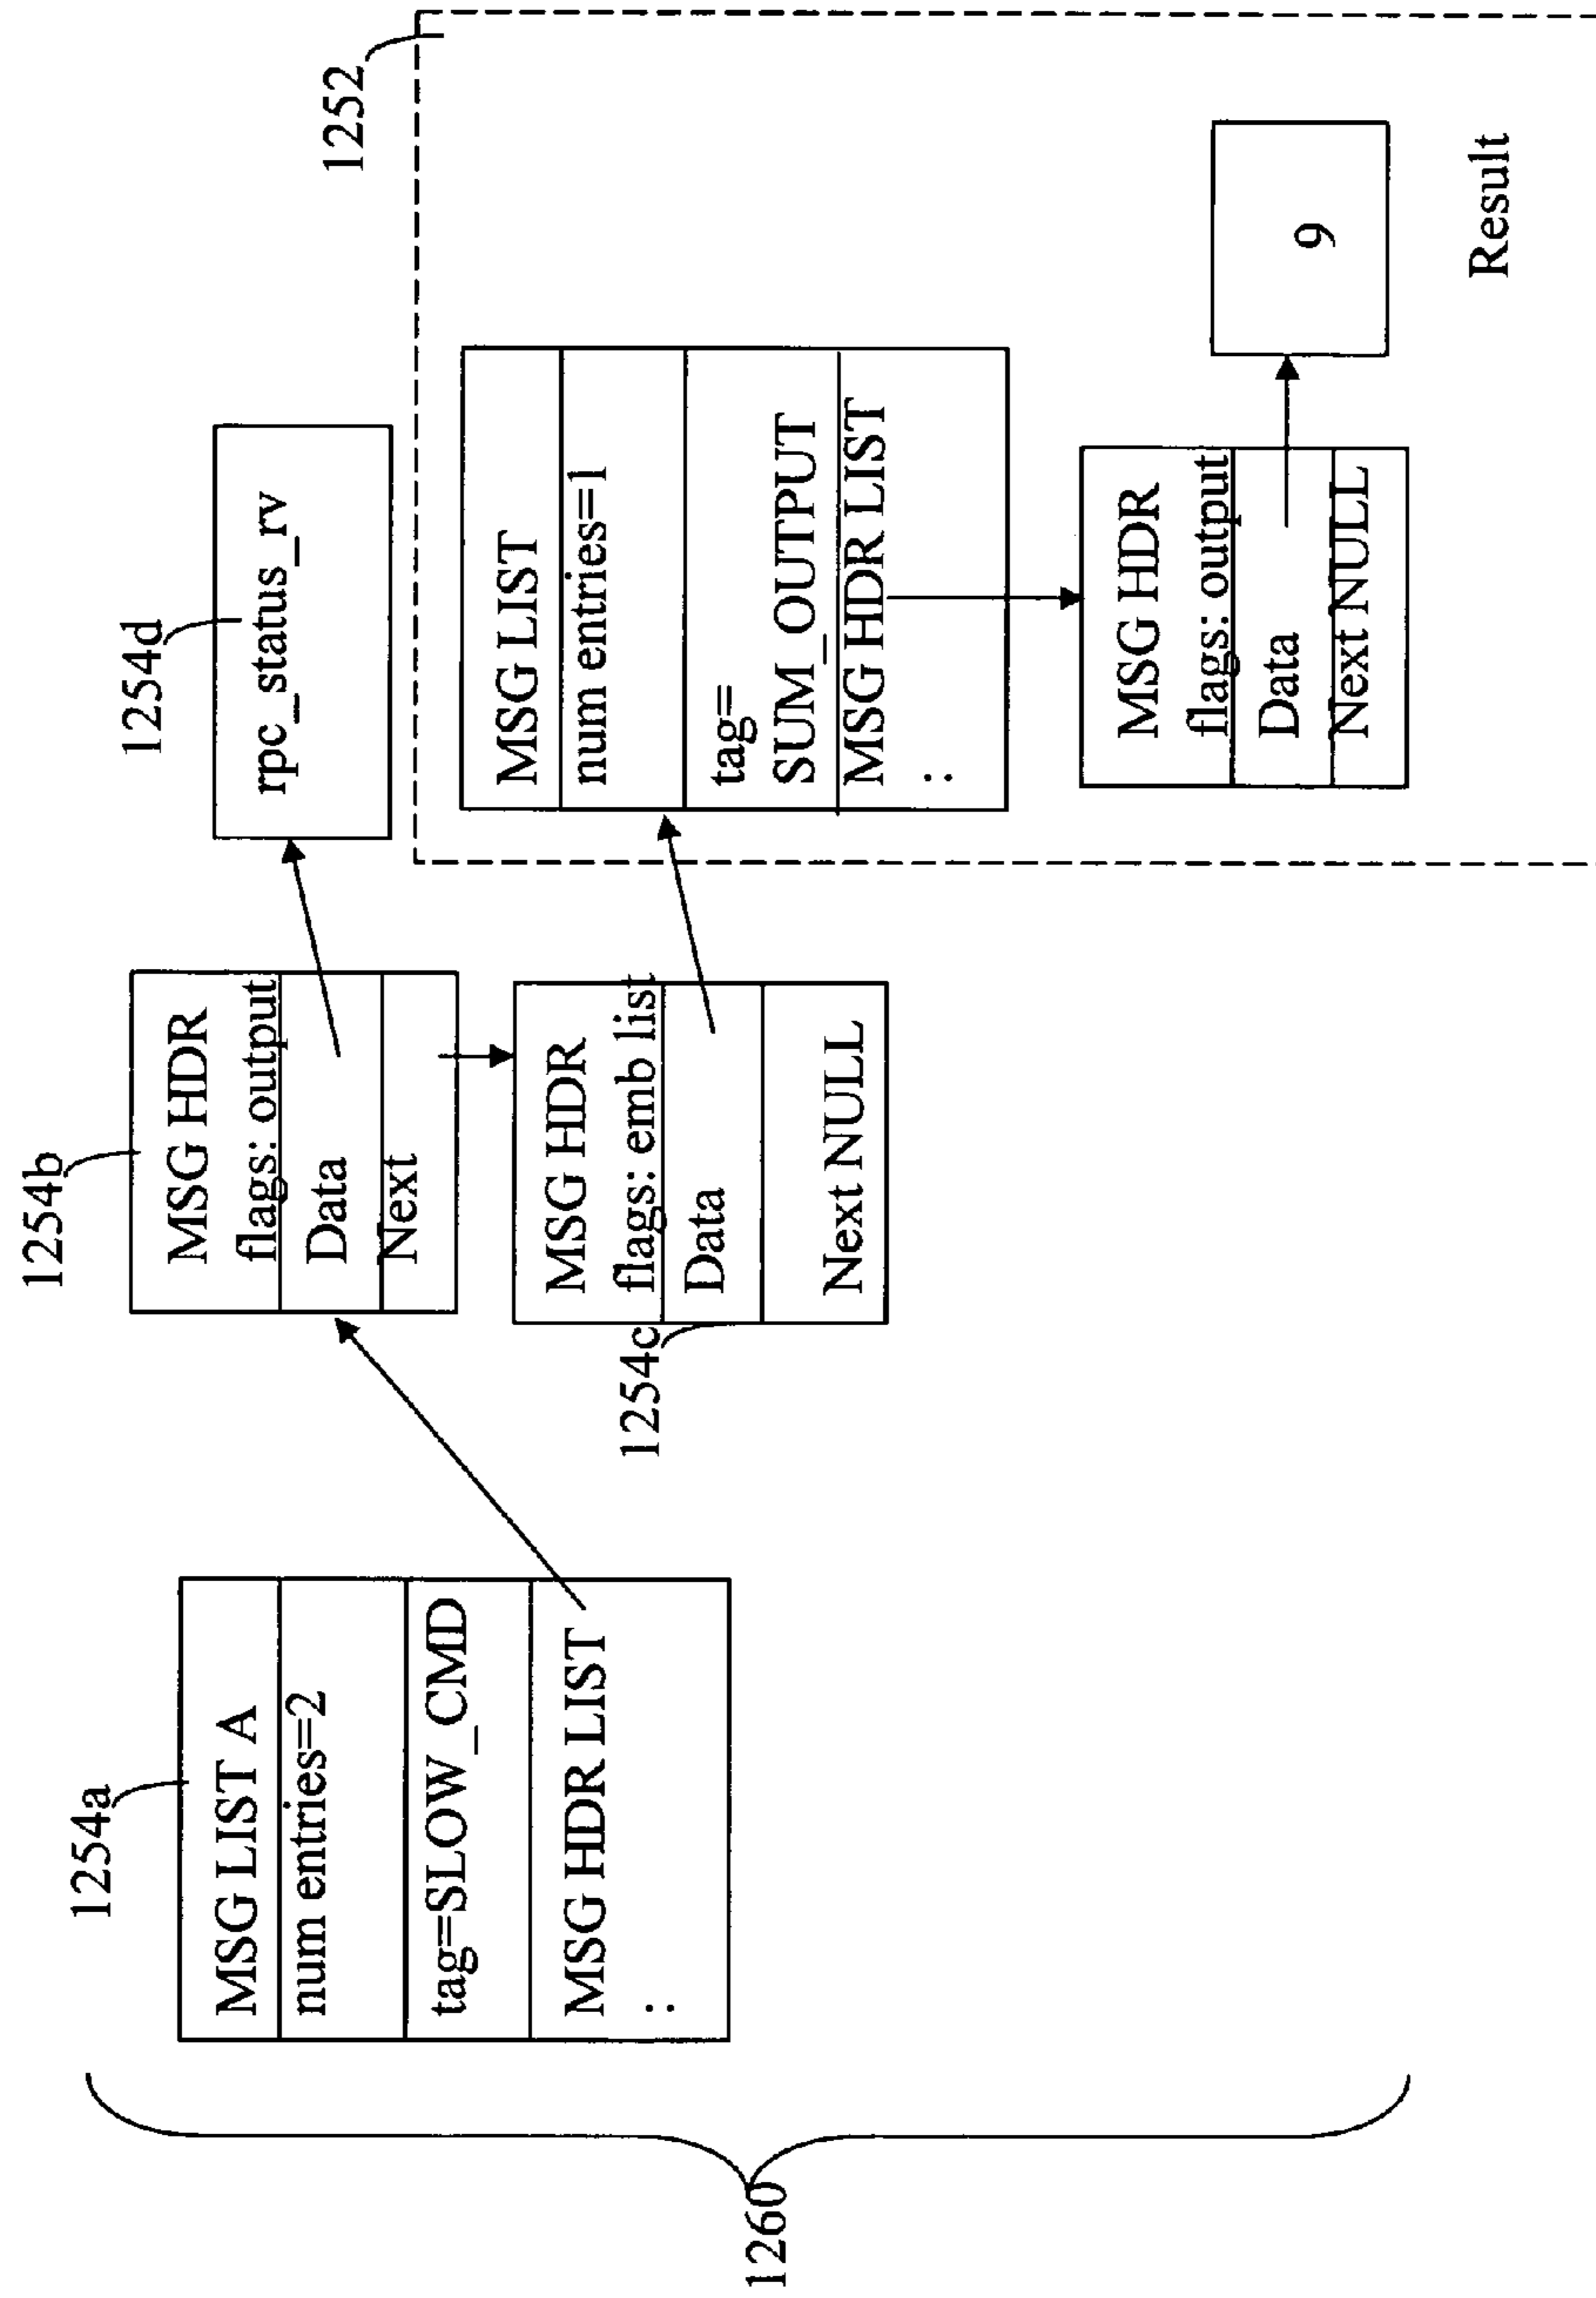 1254a
MSG LIST A
num entries=2
tag=SLOW_CMD
MSG HDR LIST
:
1254b
MSG HDR
flags: output
Data
Next
1254c
MSG HDR
flags: emb list
Data
Next NULL
1254d
rpc_status_rv
1252
MSG LIST
num entries=1
tag=
SUM_OUTPUT
MSG HDR LIST
:
MSG HDR
flags: output
Data
Next NULL
9
Result
1260